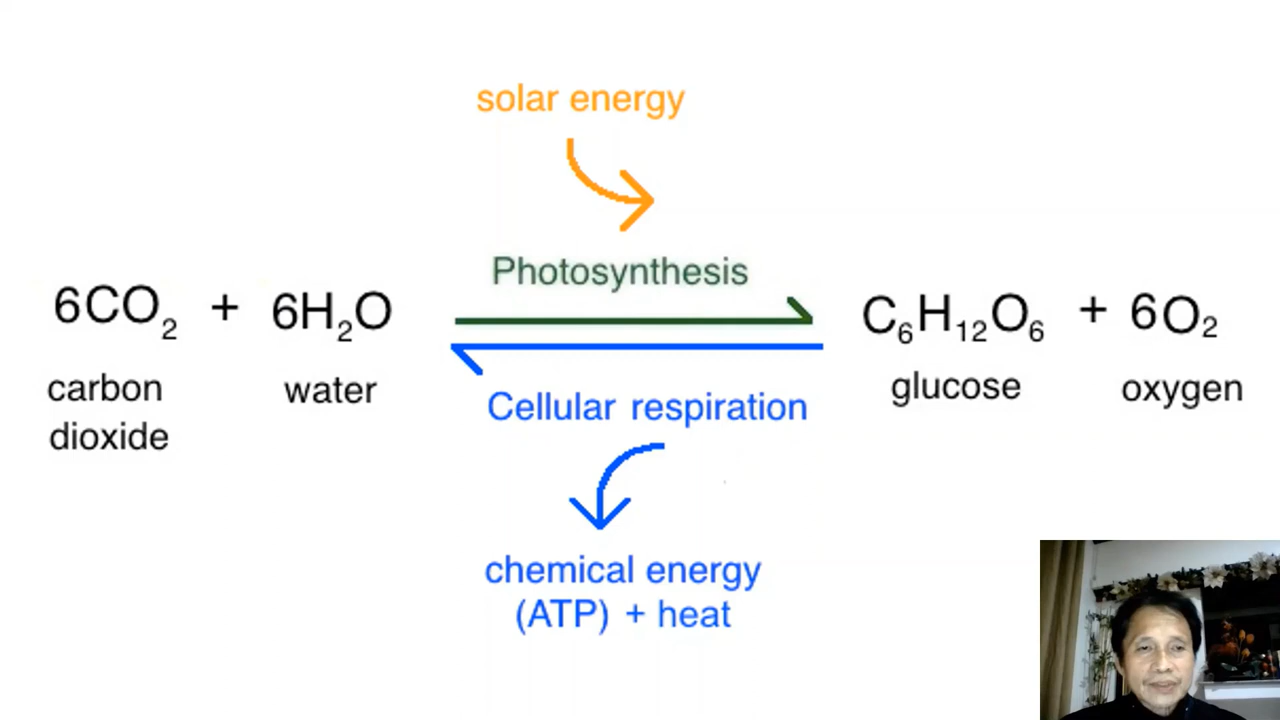 solar energy
Photosynthesis
6CO₂ + 6H₂O C₆H₁₂O₆ + 6O₂
carbon dioxide
water
glucose
oxygen
Cellular respiration
chemical energy
(ATP) + heat